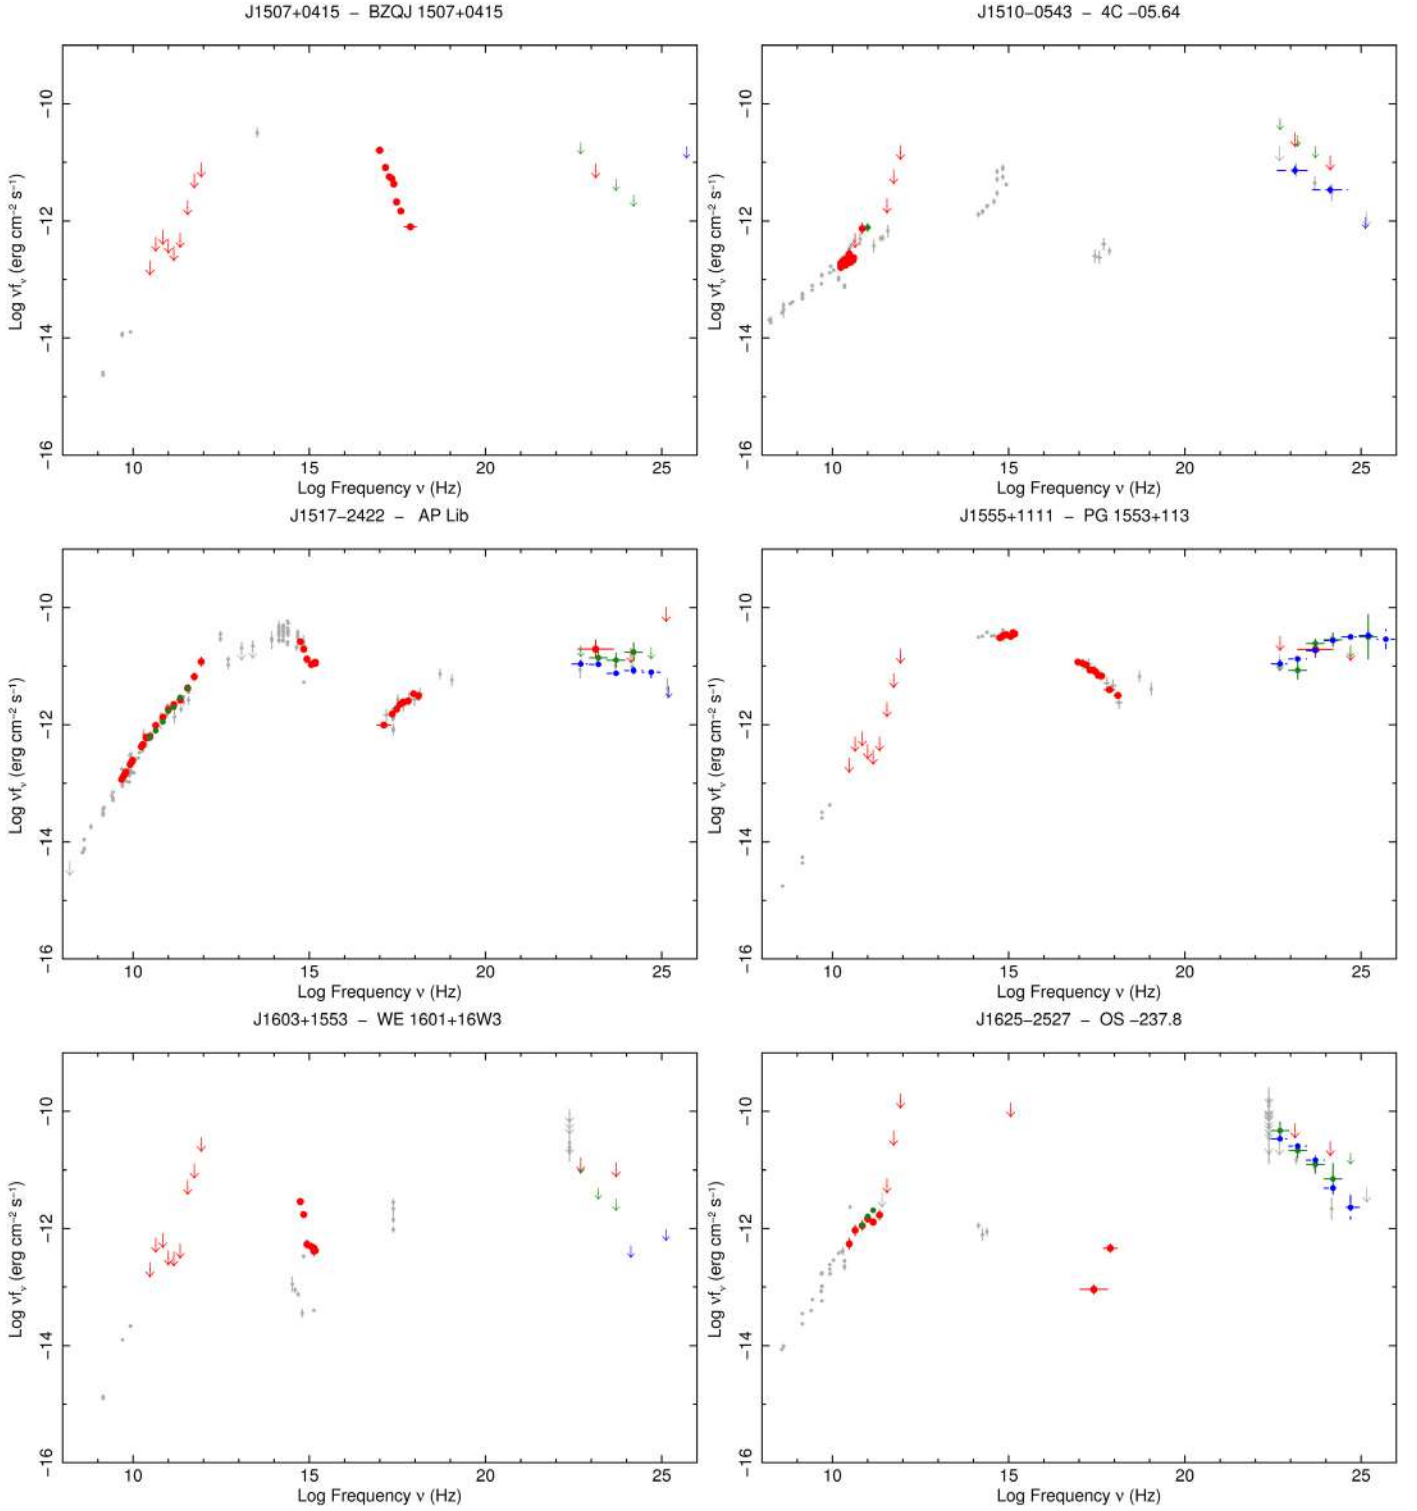 J1507+0415 − BZQJ 1507+0415
J1510−0543 − 4C −05.64
Log νfν (erg cm−2 s−1)
−10
−12
−14
−16
10 15 20 25
Log Frequency ν (Hz)
Log νfν (erg cm−2 s−1)
−10
−12
−14
−16
10 15 20 25
Log Frequency ν (Hz)
J1517−2422 − AP Lib
J1555+1111 − PG 1553+113
Log νfν (erg cm−2 s−1)
−10
−12
−14
−16
10 15 20 25
Log Frequency ν (Hz)
Log νfν (erg cm−2 s−1)
−10
−12
−14
−16
10 15 20 25
Log Frequency ν (Hz)
J1603+1553 − WE 1601+16W3
J1625−2527 − OS −237.8
Log νfν (erg cm−2 s−1)
−10
−12
−14
−16
10 15 20 25
Log Frequency ν (Hz)
Log νfν (erg cm−2 s−1)
−10
−12
−14
−16
10 15 20 25
Log Frequency ν (Hz)